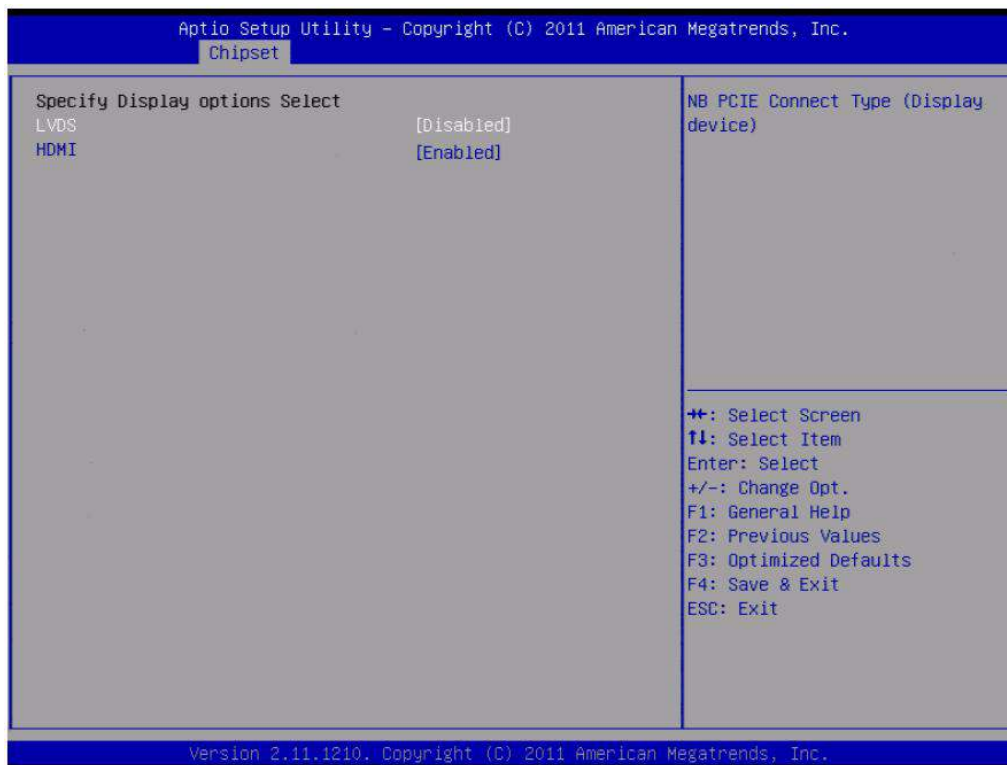 Aptio Setup Utility – Copyright (C) 2011 American Megatrends, Inc.
Chipset
Specify Display options Select
LVDS [Disabled]
HDMI [Enabled]
NB PCIE Connect Type (Display
device)
→←: Select Screen
↑↓: Select Item
Enter: Select
+/-: Change Opt.
F1: General Help
F2: Previous Values
F3: Optimized Defaults
F4: Save & Exit
ESC: Exit
Version 2.11.1210. Copyright (C) 2011 American Megatrends, Inc.